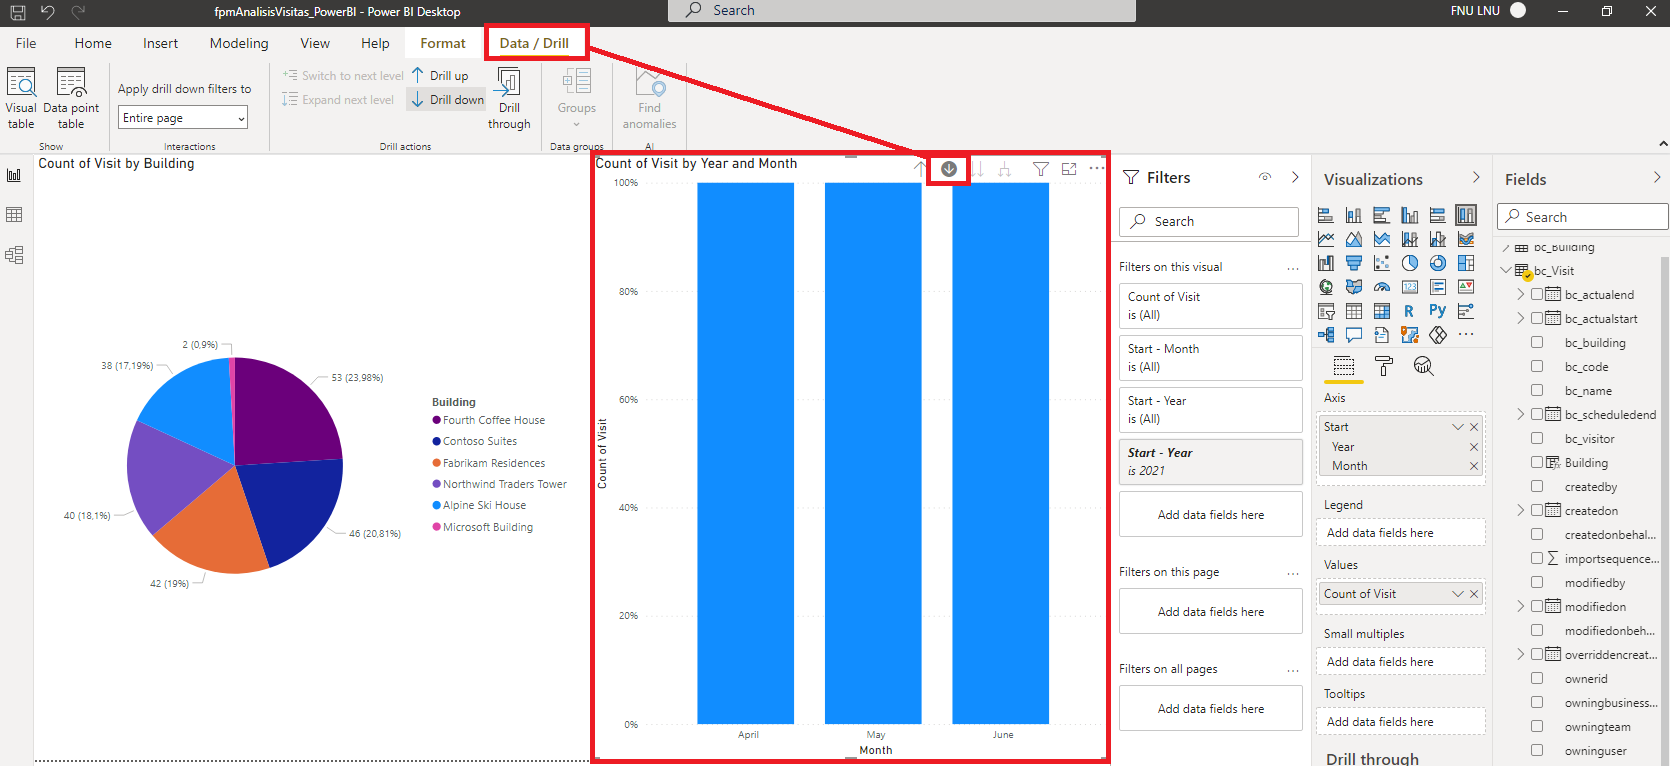 fpmAnalisisVisitas_PowerBI - Power BI Desktop
Search
FNU LNU
File
Home
Insert
Modeling
View
Help
Format
Data / Drill
Visual table
Data point table
Show
Apply drill down filters to
Entire page
Interactions
Switch to next level
Expand next level
Drill up
Drill down
Drill through
Drill actions
Groups
Data groups
Find anomalies
AI
Count of Visit by Building
2 (0,9%)
38 (17,19%)
53 (23,98%)
40 (18,1%)
46 (20,81%)
42 (19%)
Building
Fourth Coffee House
Contoso Suites
Fabrikam Residences
Northwind Traders Tower
Alpine Ski House
Microsoft Building
Count of Visit by Year and Month
100%
80%
60%
40%
20%
0%
Count of Visit
April
May
June
Month
Filters
Search
Filters on this visual
...
Count of Visit
is (All)
Start - Month
is (All)
Start - Year
is (All)
Start - Year
is 2021
Add data fields here
Filters on this page
...
Add data fields here
Filters on all pages
...
Add data fields here
Visualizations
R
Py
...
Axis
Start
Year
Month
Legend
Add data fields here
Values
Count of Visit
Small multiples
Add data fields here
Tooltips
Add data fields here
Drill through
Fields
Search
bc_Building
bc_Visit
bc_actualend
bc_actualstart
bc_building
bc_code
bc_name
bc_scheduledend
bc_visitor
Building
createdby
createdon
createdonbehal...
importsequence...
modifiedby
modifiedon
modifiedonbeh...
overriddencreat...
ownerid
owningbusiness...
owningteam
owninguser